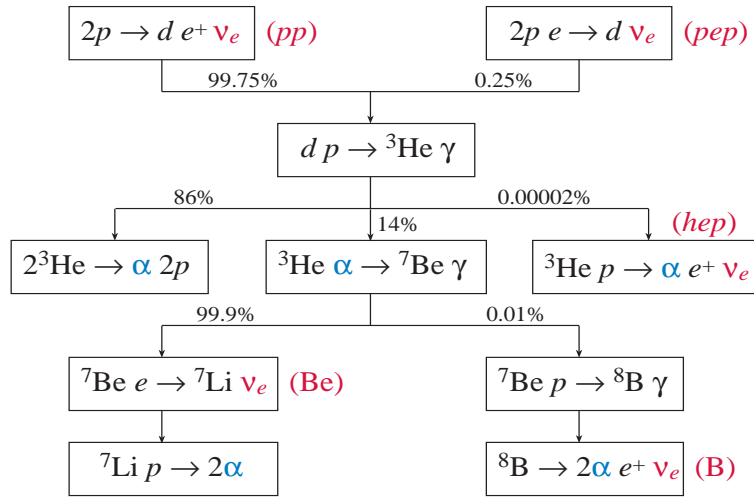 2p → d e⁺ νₑ (pp) 2p e → d νₑ (pep)
99.75% 0.25%
d p → ³He γ
86% 0.00002%
14% (hep)
2³He → α 2p ³He α → ⁷Be γ ³He p → α e⁺ νₑ
99.9% 0.01%
⁷Be e → ⁷Li νₑ (Be) ⁷Be p → ⁸B γ
⁷Li p → 2α ⁸B → 2α e⁺ νₑ (B)